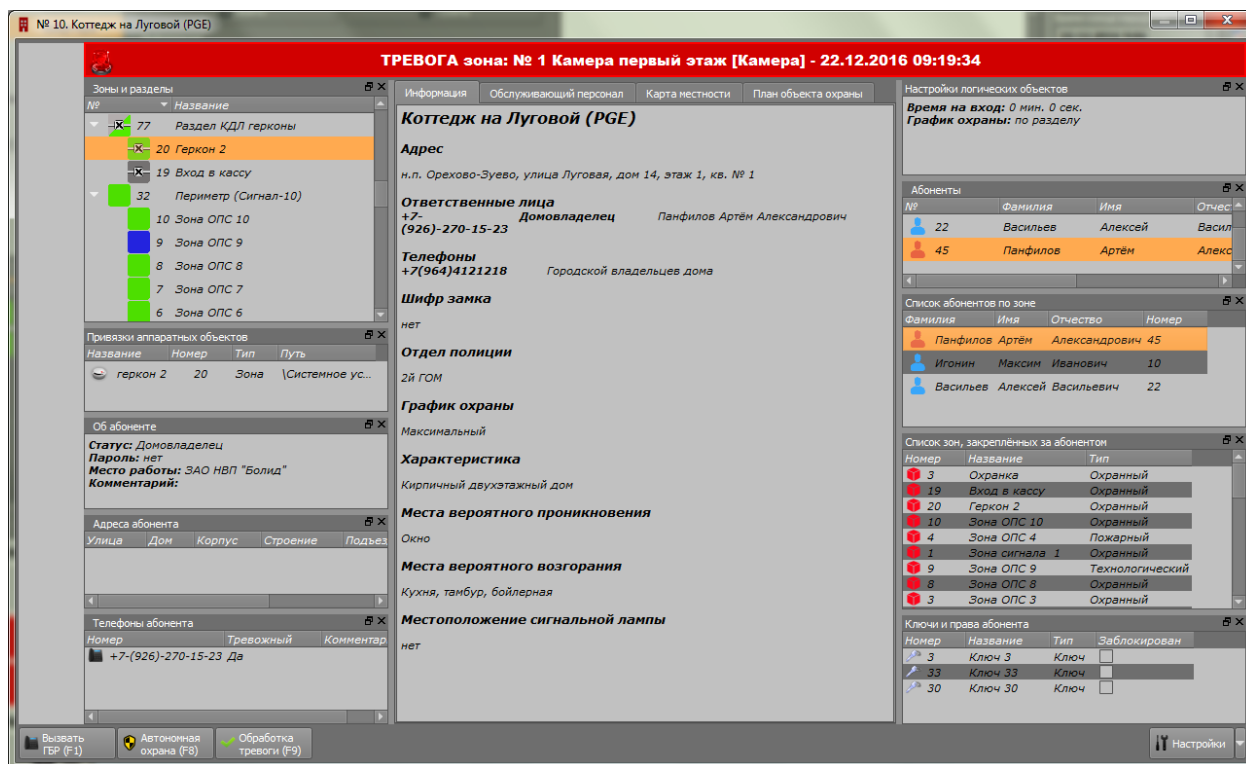 № 10. Коттедж на Луговой (PGE)
ТРЕВОГА зона: № 1 Камера первый этаж [Камера] - 22.12.2016 09:19:34
Зоны и разделы
№ Название
77 Раздел КДЛ герконы
20 Геркон 2
19 Вход в кассу
32 Периметр (Сигнал-10)
10 Зона ОПС 10
9 Зона ОПС 9
8 Зона ОПС 8
7 Зона ОПС 7
6 Зона ОПС 6
Привязки аппаратных объектов
Название Номер Тип Путь
геркон 2 20 Зона \Системное ус...
Об абоненте
Статус: Домовладелец
Пароль: нет
Место работы: ЗАО НВП "Болид"
Комментарий:
Адреса абонента
Улица Дом Корпус Строение Подъез
Телефоны абонента
Номер Тревожный Комментар
+7-(926)-270-15-23 Да
Информация Обслуживающий персонал Карта местности План объекта охраны
Коттедж на Луговой (PGE)
Адрес
н.п. Орехово-Зуево, улица Луговая, дом 14, этаж 1, кв. № 1
Ответственные лица
+7-(926)-270-15-23 Домовладелец Панфилов Артём Александрович
Телефоны
+7(964)4121218 Городской владельцев дома
Шифр замка
нет
Отдел полиции
2й ГОМ
График охраны
Максимальный
Характеристика
Кирпичный двухэтажный дом
Места вероятного проникновения
Окно
Места вероятного возгорания
Кухня, тамбур, бойлерная
Местоположение сигнальной лампы
нет
Настройки логических объектов
Время на вход: 0 мин. 0 сек.
График охраны: по разделу
Абоненты
№ Фамилия Имя Отчес
22 Васильев Алексей Васил
45 Панфилов Артём Алекс
Список абонентов по зоне
Фамилия Имя Отчество Номер
Панфилов Артём Александрович 45
Игонин Максим Иванович 10
Васильев Алексей Васильевич 22
Список зон, закреплённых за абонентом
Номер Название Тип
3 Охранка Охранный
19 Вход в кассу Охранный
20 Геркон 2 Охранный
10 Зона ОПС 10 Охранный
4 Зона ОПС 4 Пожарный
1 Зона сигнала 1 Охранный
9 Зона ОПС 9 Технологический
8 Зона ОПС 8 Охранный
3 Зона ОПС 3 Охранный
Ключи и права абонента
Номер Название Тип Заблокирован
3 Ключ 3 Ключ
33 Ключ 33 Ключ
30 Ключ 30 Ключ
Вызвать ГБР (F1)
Автономная охрана (F8)
Обработка тревоги (F9)
Настройки